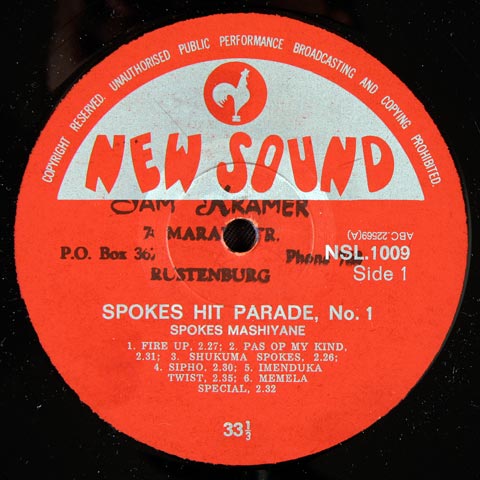 COPYRIGHT RESERVED. UNAUTHORISED PUBLIC PERFORMANCE BROADCASTING AND COPYING PROHIBITED.
NEW SOUND
SAM KRAMER
P.O. Box
RUSTENBURG
ABC.22569(A)
NSL.1009
Side 1
SPOKES HIT PARADE, No. 1
SPOKES MASHIYANE
1. FIRE UP, 2.27; 2. PAS OP MY KIND,
2.31; 3. SHUKUMA SPOKES, 2.26;
4. SIPHO, 2.30; 5. IMENDUKA
TWIST, 2.35; 6. MEMELA
SPECIAL, 2.32
33⅓